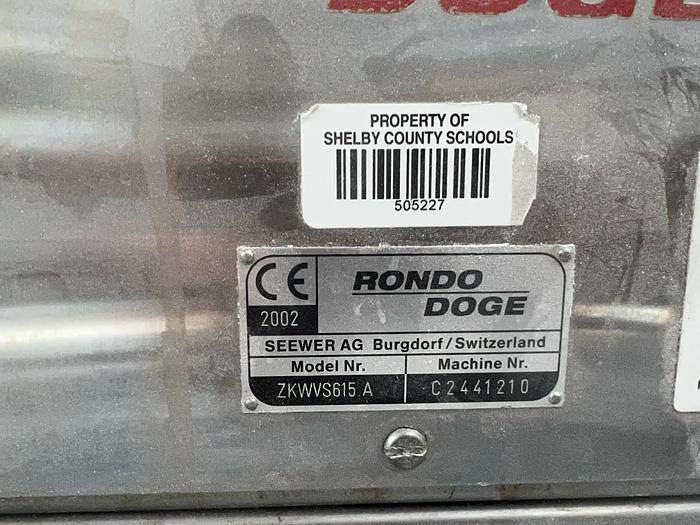 DOGE
PROPERTY OF
SHELBY COUNTY SCHOOLS
505227
CE
2002
RONDO
DOGE
SEEWER AG Burgdorf/Switzerland
Model Nr. Machine Nr.
ZKWVS615 A C2441210